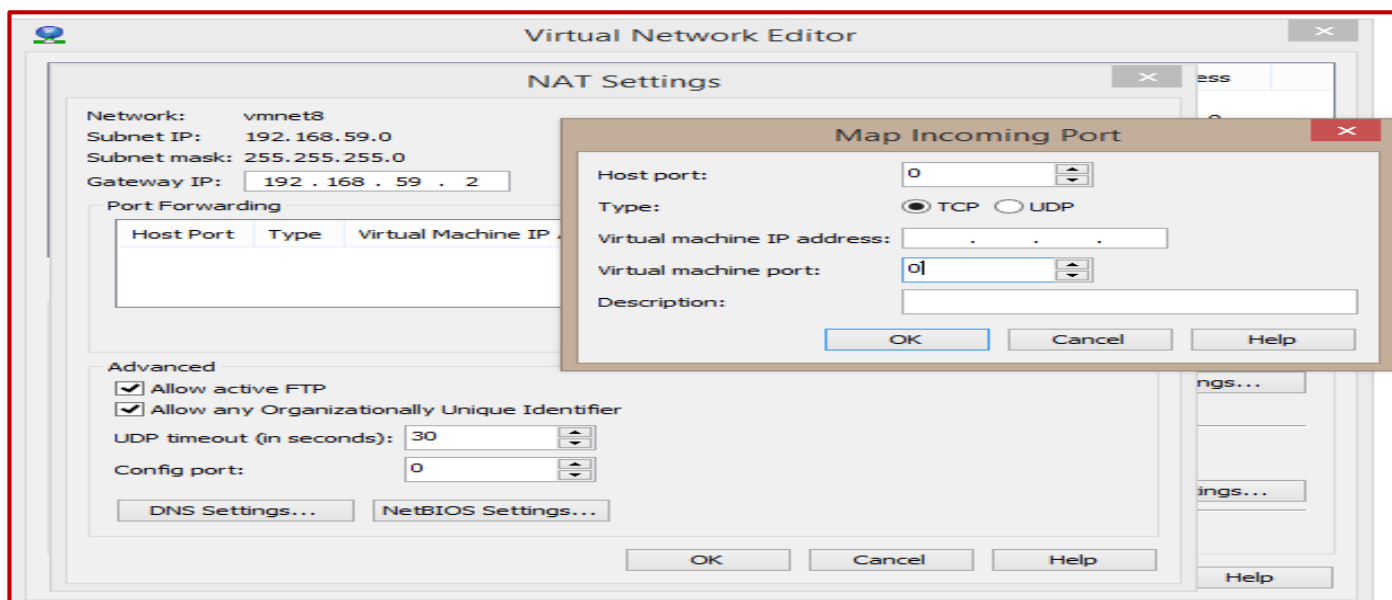 Virtual Network Editor
NAT Settings
ess
Network: vmnet8
Subnet IP: 192.168.59.0
Subnet mask: 255.255.255.0
Gateway IP: 192 . 168 . 59 . 2
Port Forwarding
Host Port Type Virtual Machine IP
Map Incoming Port
Host port: 0
Type: TCP UDP
Virtual machine IP address: . . .
Virtual machine port: 0
Description:
OK Cancel Help
Advanced
Allow active FTP
Allow any Organizationally Unique Identifier
UDP timeout (in seconds): 30
Config port: 0
DNS Settings... NetBIOS Settings...
ngs...
ings...
OK Cancel Help
Help